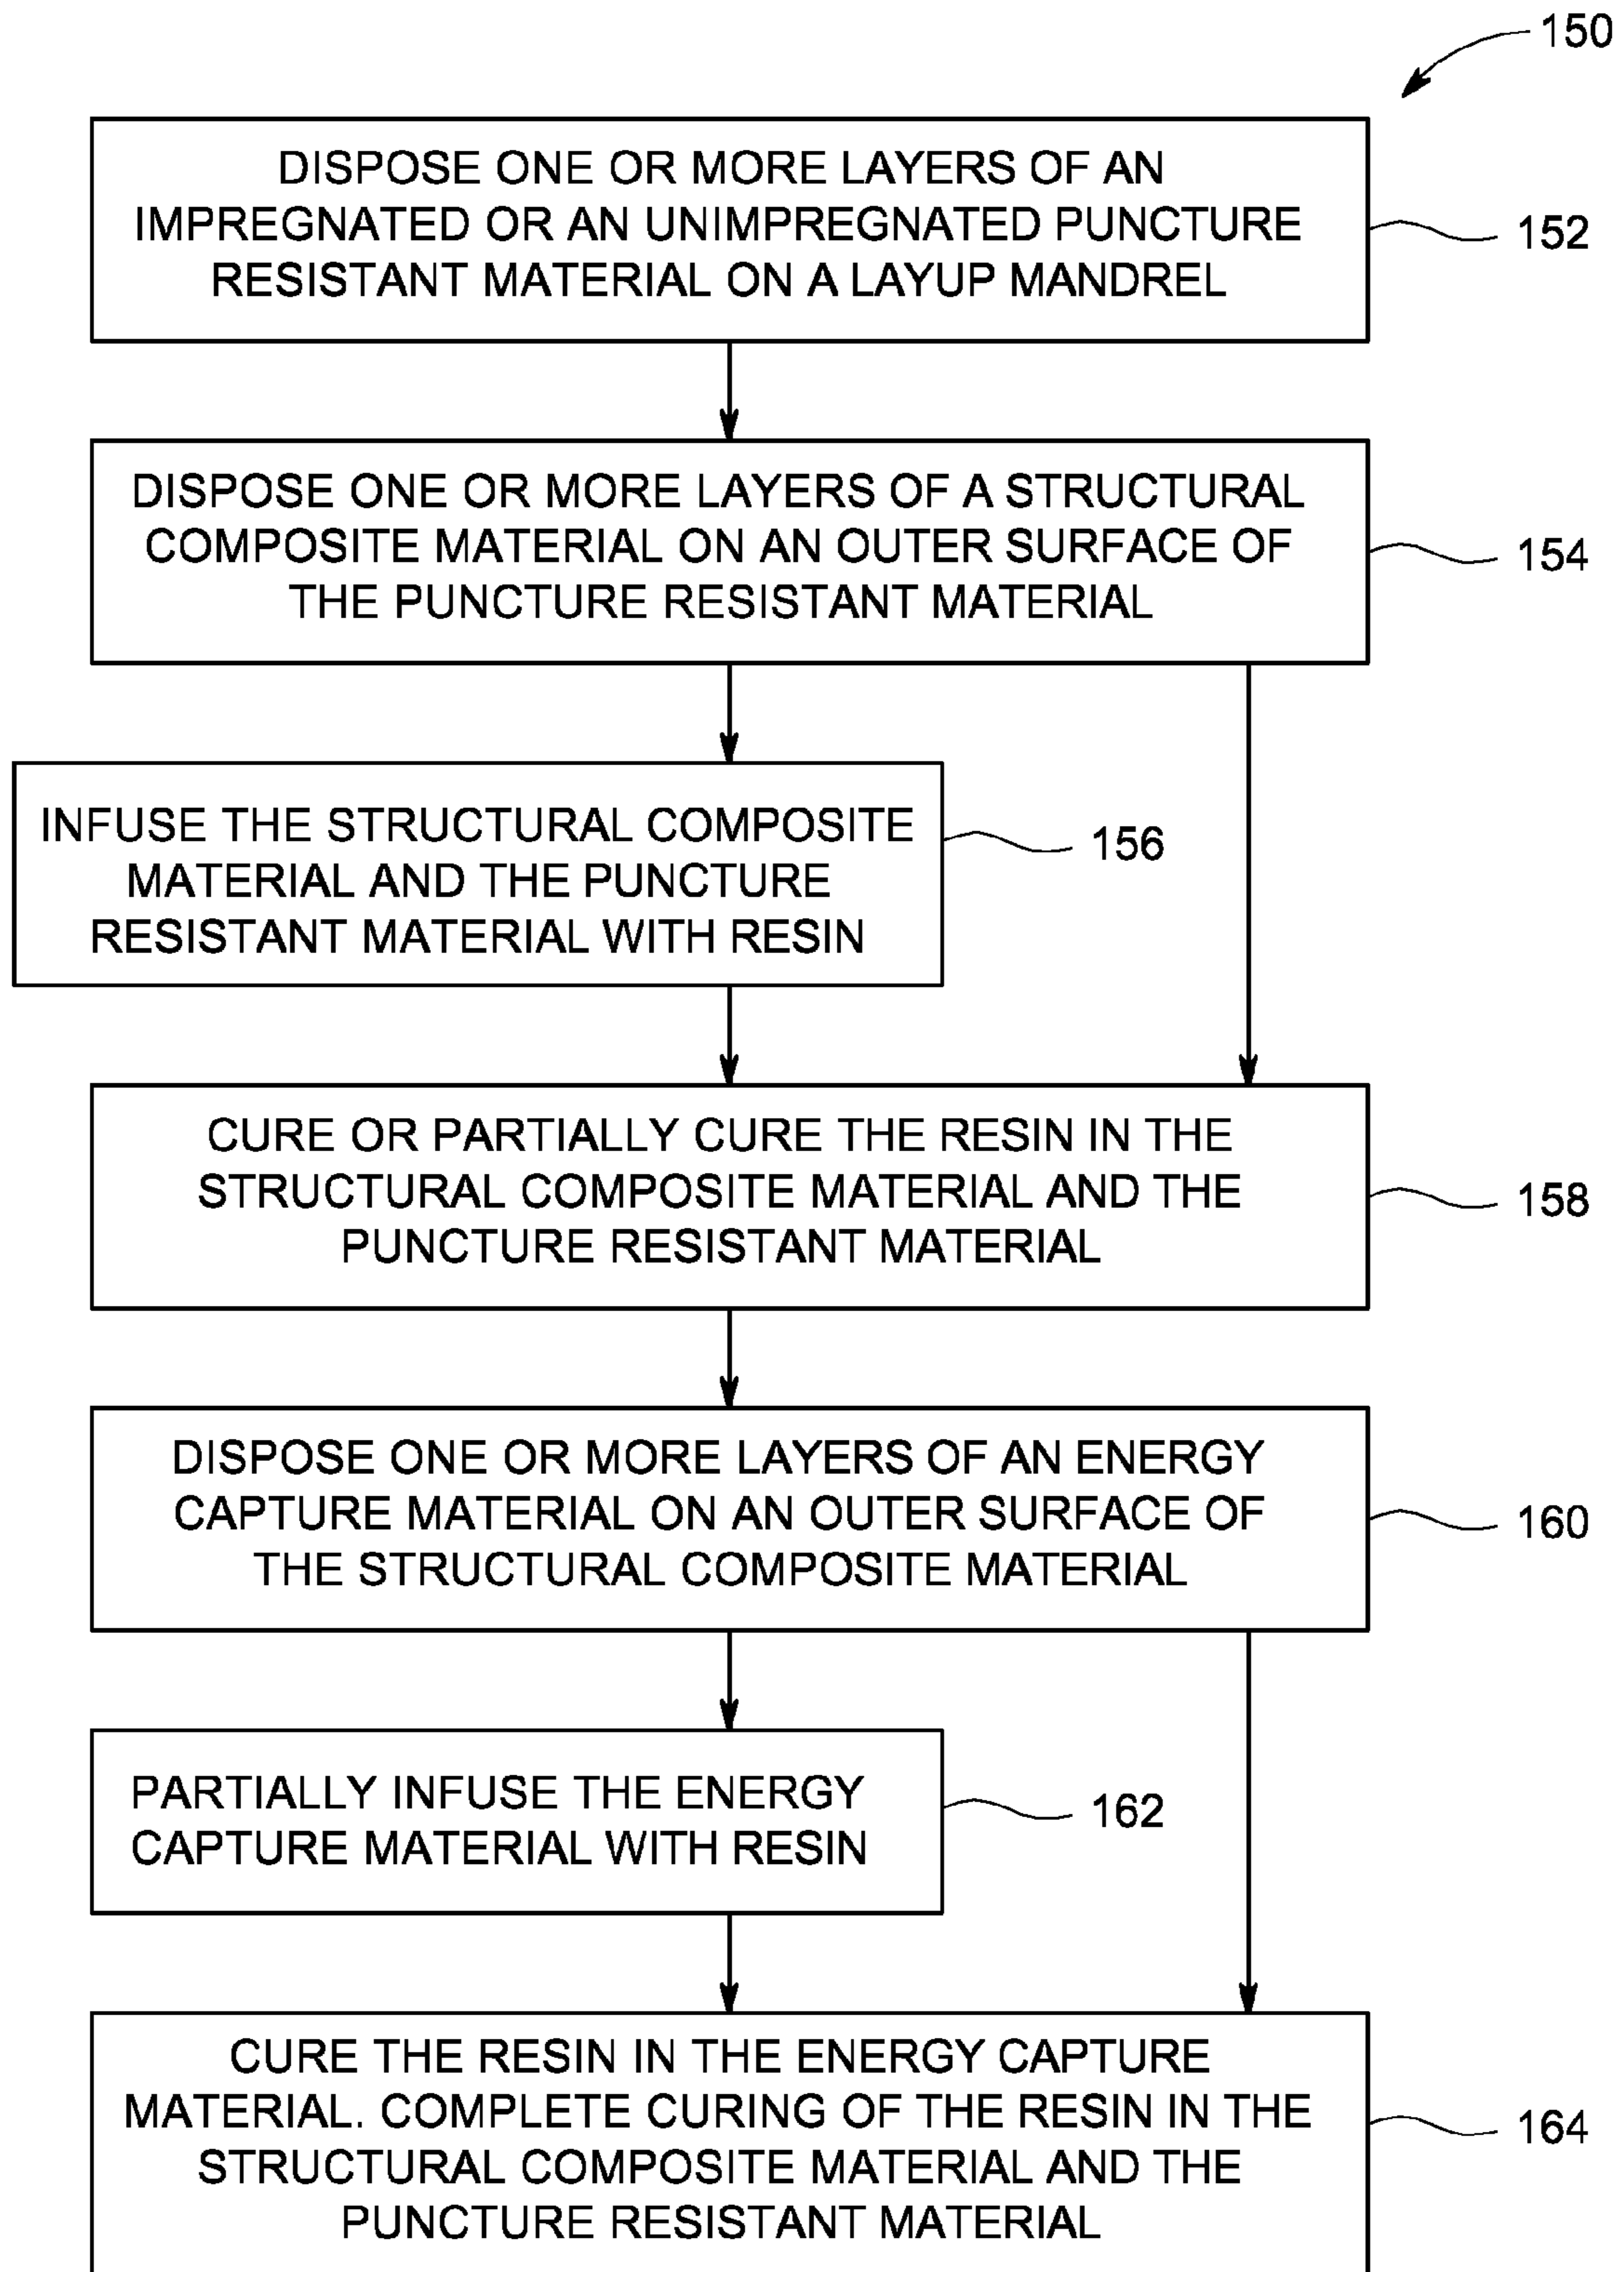 150
DISPOSE ONE OR MORE LAYERS OF AN
IMPREGNATED OR AN UNIMPREGNATED PUNCTURE
RESISTANT MATERIAL ON A LAYUP MANDREL
152
DISPOSE ONE OR MORE LAYERS OF A STRUCTURAL
COMPOSITE MATERIAL ON AN OUTER SURFACE OF
THE PUNCTURE RESISTANT MATERIAL
154
INFUSE THE STRUCTURAL COMPOSITE
MATERIAL AND THE PUNCTURE
RESISTANT MATERIAL WITH RESIN
156
CURE OR PARTIALLY CURE THE RESIN IN THE
STRUCTURAL COMPOSITE MATERIAL AND THE
PUNCTURE RESISTANT MATERIAL
158
DISPOSE ONE OR MORE LAYERS OF AN ENERGY
CAPTURE MATERIAL ON AN OUTER SURFACE OF
THE STRUCTURAL COMPOSITE MATERIAL
160
PARTIALLY INFUSE THE ENERGY
CAPTURE MATERIAL WITH RESIN
162
CURE THE RESIN IN THE ENERGY CAPTURE
MATERIAL. COMPLETE CURING OF THE RESIN IN THE
STRUCTURAL COMPOSITE MATERIAL AND THE
PUNCTURE RESISTANT MATERIAL
164